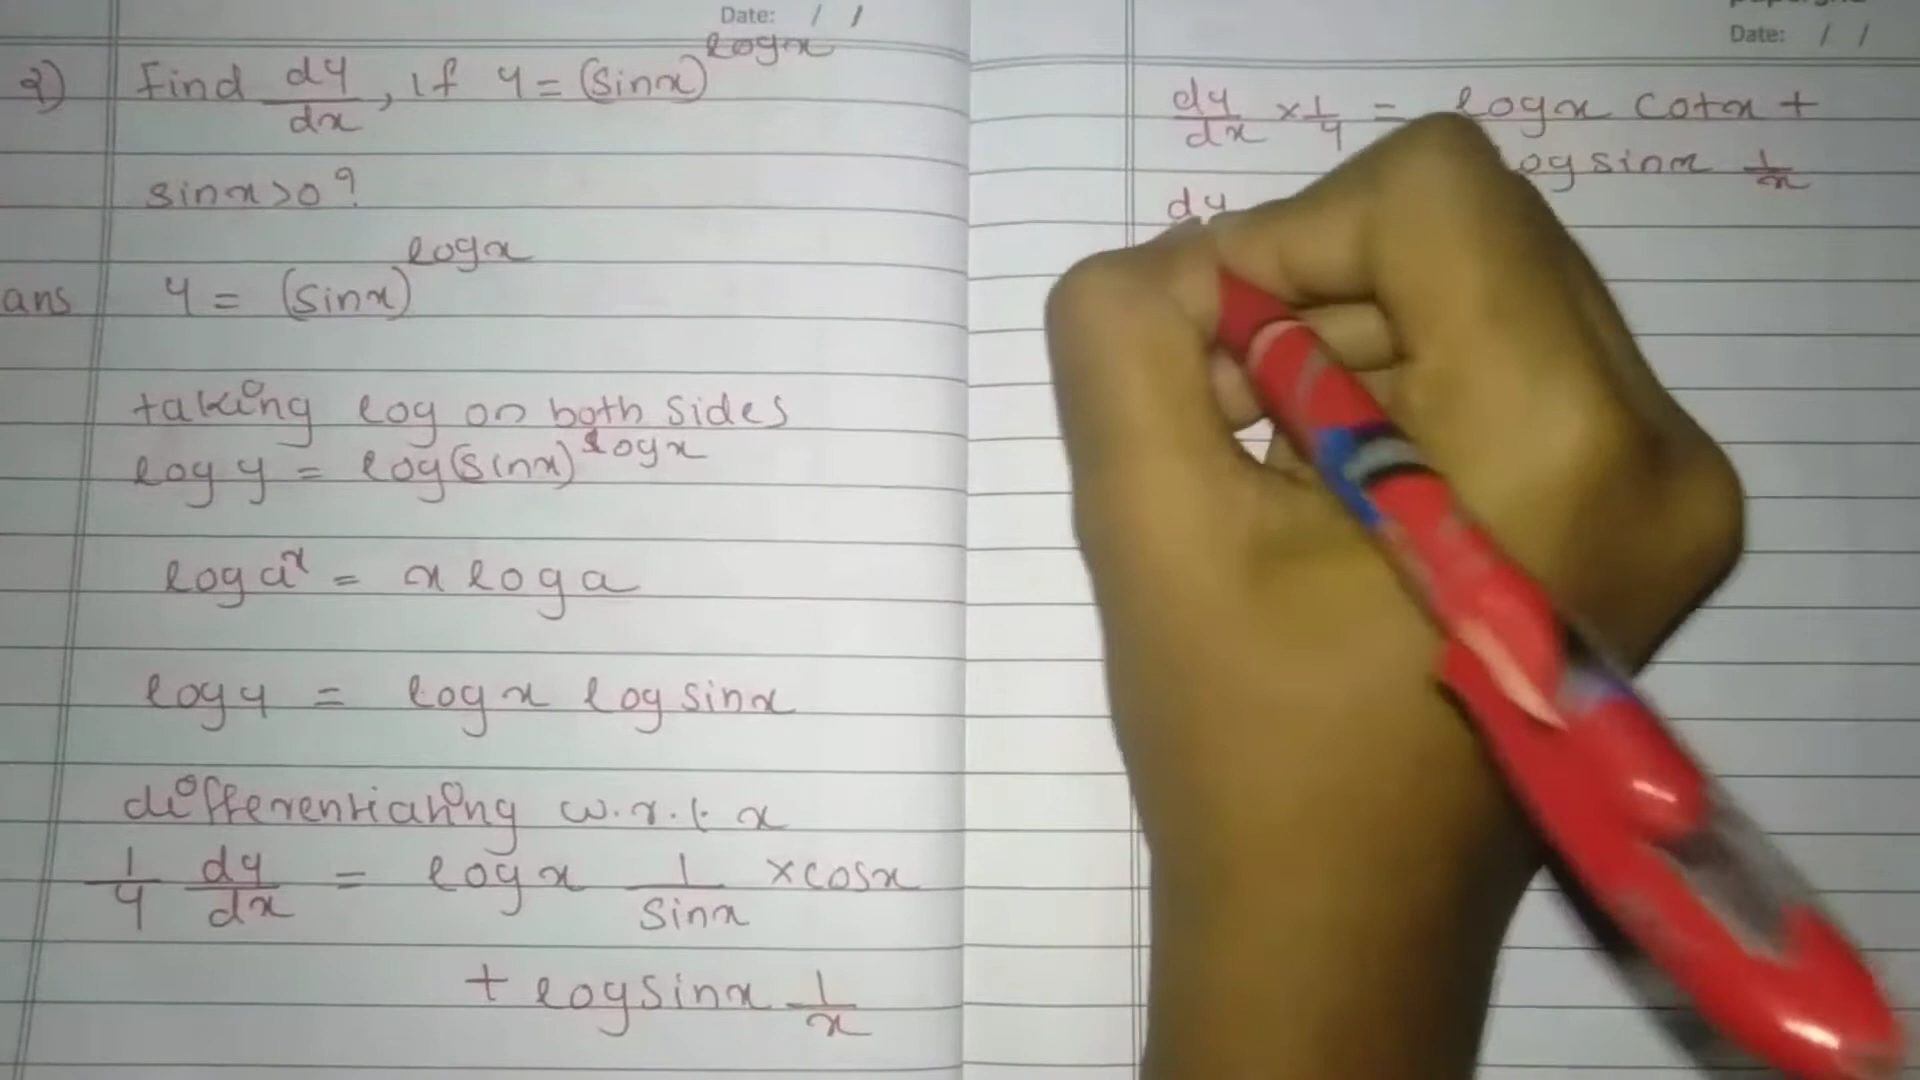 Date: / /
2) Find dy/dx, if y = (sinx)^logx
sinx>0?
ans y = (sinx)^logx
taking log on both sides
log y = log(sinx)^logx
log a^x = x log a
log y = log x log sinx
differentiating w.r.t x
1/y dy/dx = log x 1/sinx × cosx
+ log sinx 1/x
Date: / /
dy/dx × 1/y = logx cotx +
sinx 1/x
dy